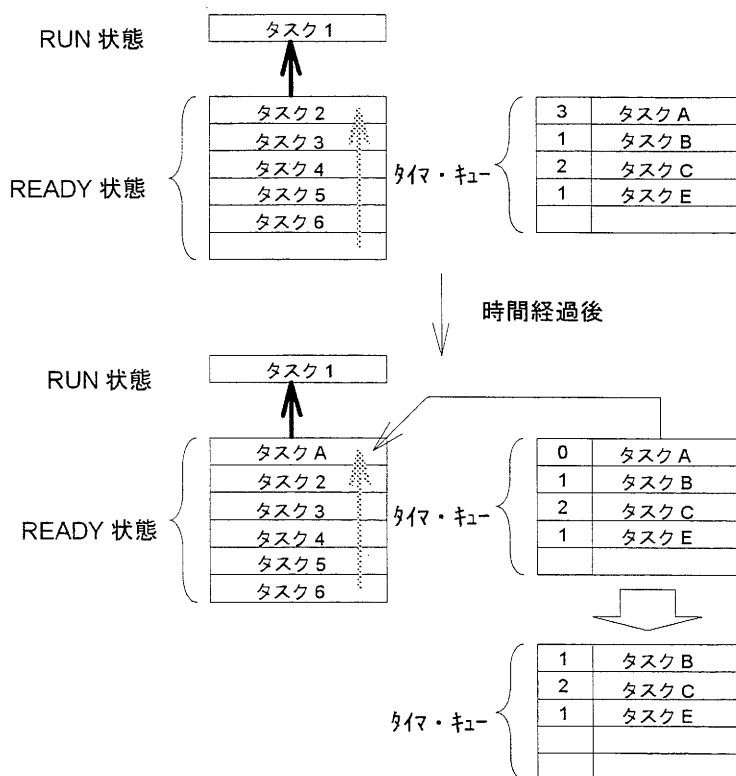 RUN 状態
タスク 1
READY 状態
タスク 2
タスク 3
タスク 4
タスク 5
タスク 6
タイマ・キュー
3 タスク A
1 タスク B
2 タスク C
1 タスク E
時間経過後
RUN 状態
タスク 1
READY 状態
タスク A
タスク 2
タスク 3
タスク 4
タスク 5
タスク 6
タイマ・キュー
0 タスク A
1 タスク B
2 タスク C
1 タスク E
タイマ・キュー
1 タスク B
2 タスク C
1 タスク E